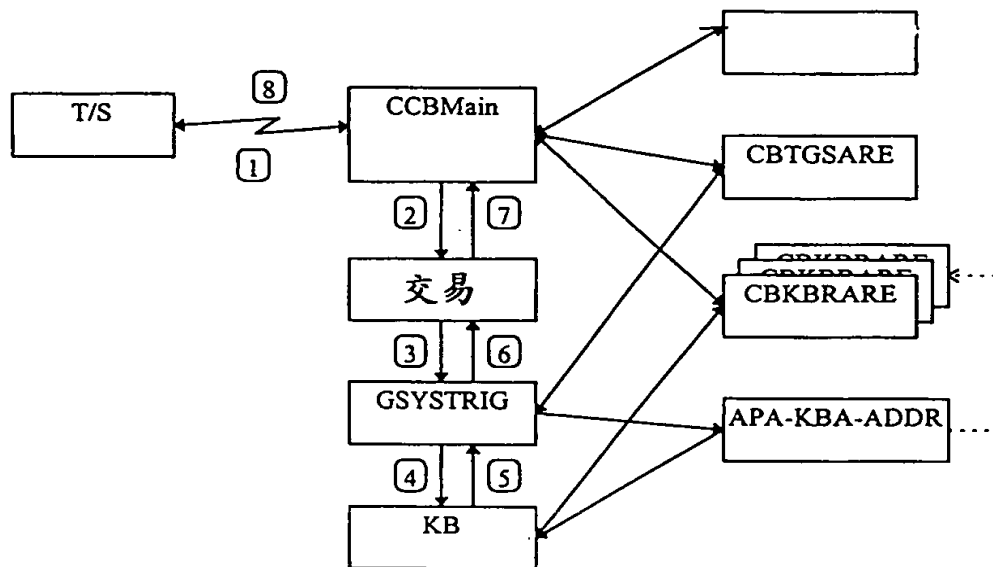 8
T/S
CCBMain
1
CBTGSARE
2
7
交易
CBKBRARE
3
6
GSYSTRIG
APA-KBA-ADDR
4
5
KB